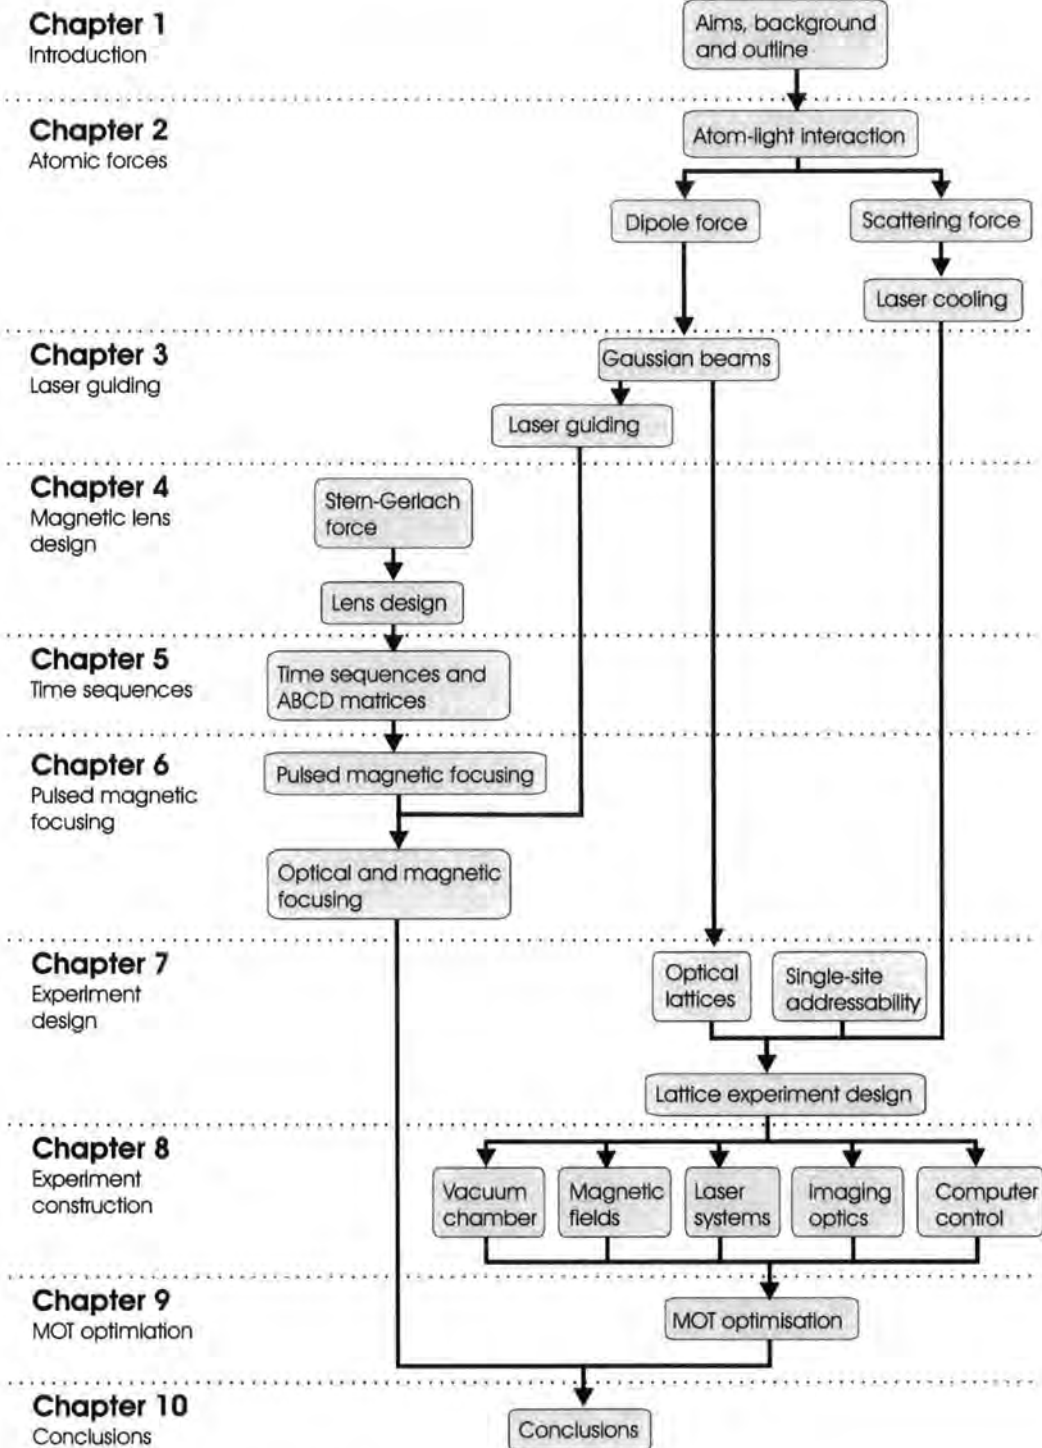 Chapter 1
Introduction
Aims, background
and outline
Chapter 2
Atomic forces
Atom-light interaction
Dipole force
Scattering force
Laser cooling
Chapter 3
Laser guiding
Gaussian beams
Laser guiding
Chapter 4
Magnetic lens
design
Stern-Gerlach
force
Lens design
Chapter 5
Time sequences
Time sequences and
ABCD matrices
Chapter 6
Pulsed magnetic
focusing
Pulsed magnetic focusing
Optical and magnetic
focusing
Chapter 7
Experiment
design
Optical
lattices
Single-site
addressability
Lattice experiment design
Chapter 8
Experiment
construction
Vacuum
chamber
Magnetic
fields
Laser
systems
Imaging
optics
Computer
control
Chapter 9
MOT optimiation
MOT optimisation
Chapter 10
Conclusions
Conclusions